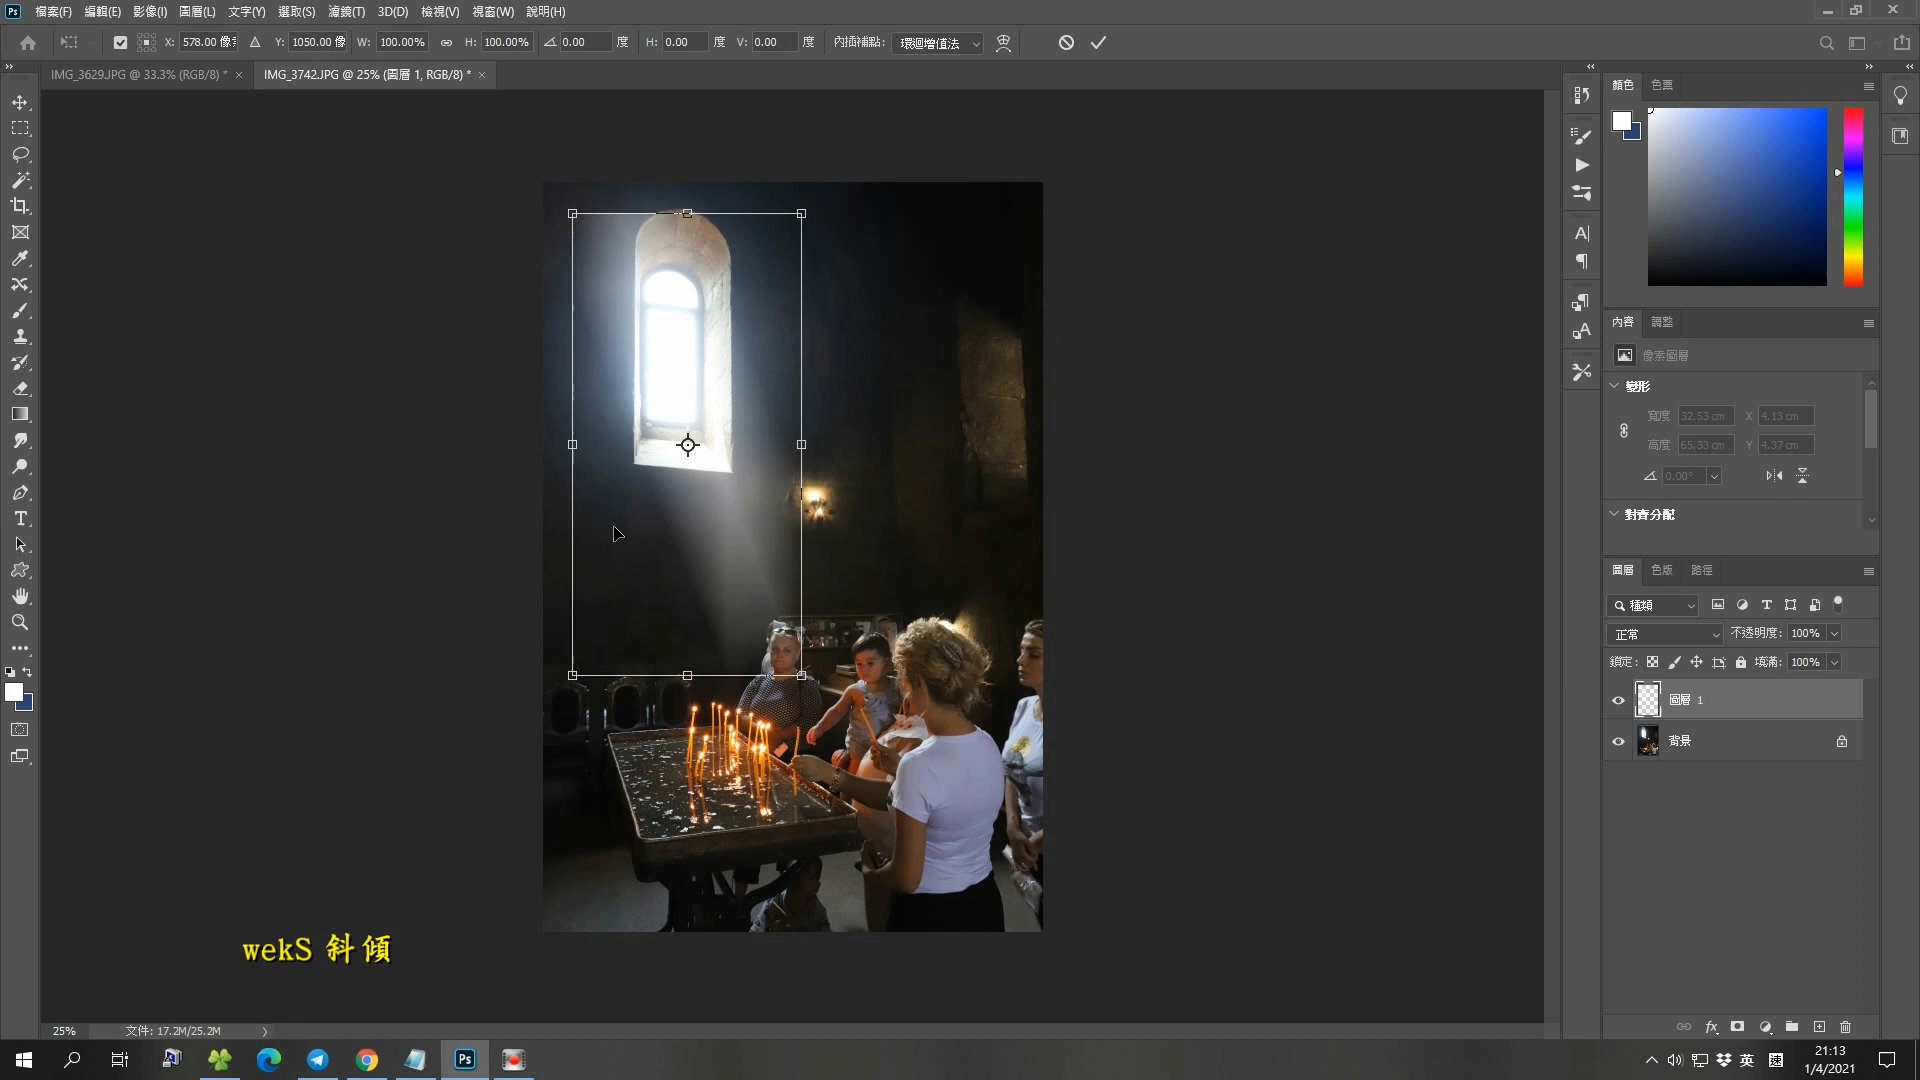 檔案(F) 編輯(E) 影像(I) 圖層(L) 文字(Y) 選取(S) 濾鏡(T) 3D(D) 檢視(V) 視窗(W) 說明(H)
X: 578.00 像 Y: 1050.00 像 W: 100.00% H: 100.00% 0.00 度 H: 0.00 度 V: 0.00 度 內插補點: 環迴增值法
IMG_3629.JPG @ 33.3% (RGB/8) * × IMG_3742.JPG @ 25% (圖層 1, RGB/8) * ×
顏色 色票
內容 調整
像素圖層
變形
寬度 32.53 cm X 4.13 cm
高度 65.33 cm Y 4.37 cm
0.00°
對齊分配
圖層 色版 路徑
種類
正常 不透明度: 100%
鎖定: 填滿: 100%
圖層 1
背景
wekS 斜傾
25% 文件: 17.2M/25.2M
英 速
21:13
1/4/2021